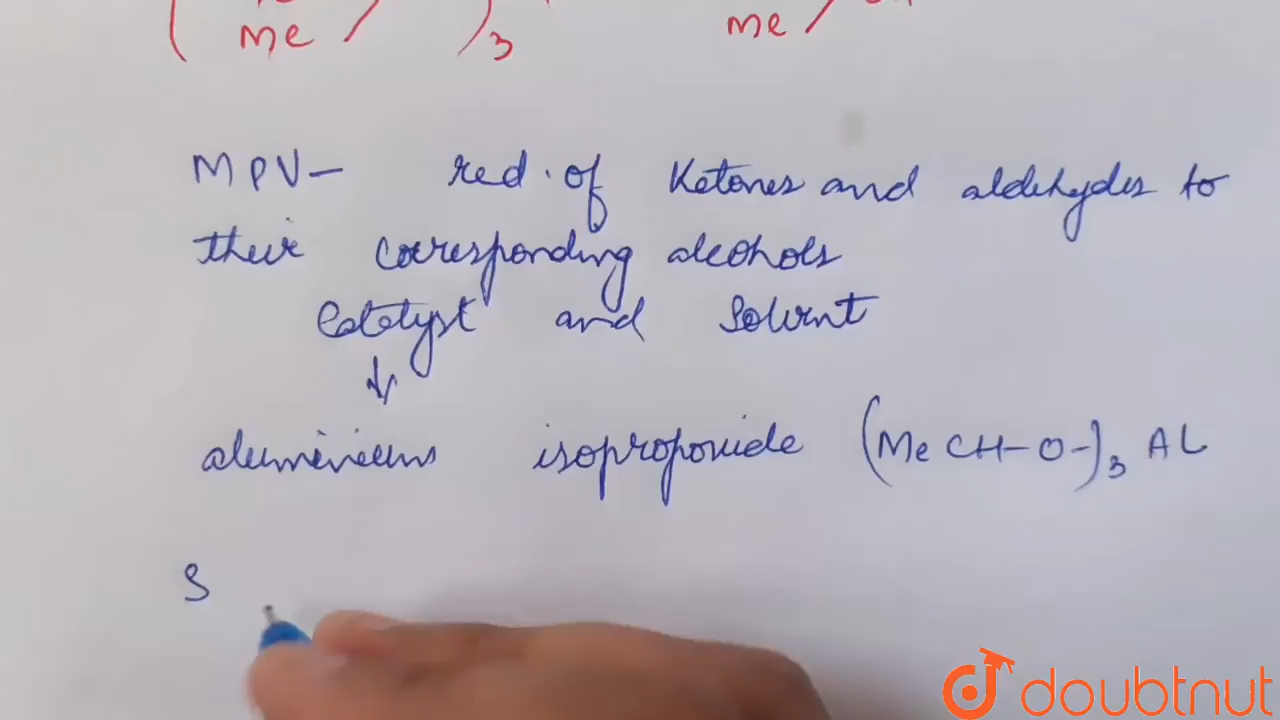 ( Me / )3 Me /
MPV- red. of Ketones and aldehydes to
their corresponding alcohols
Catalyst and Solvent
↓
aluminium isopropoxide (Me CH-O-)3 Al
S
doubtnut